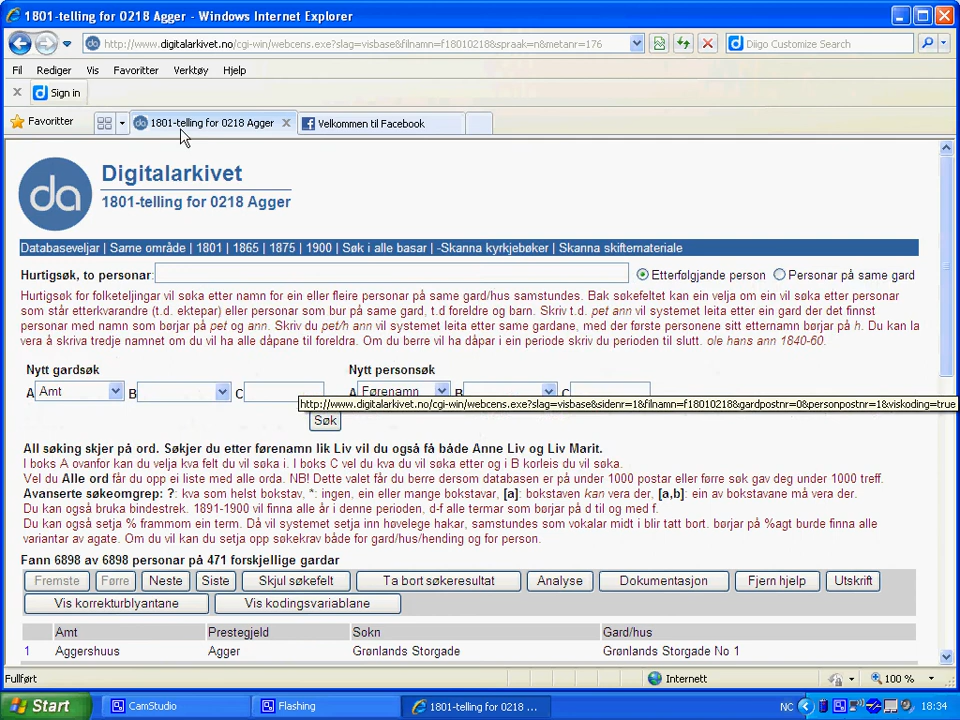 1801-telling for 0218 Agger - Windows Internet Explorer
http://www.digitalarkivet.no/cgi-win/webcens.exe?slag=visbase&filnamn=f18010218&spraak=n&metanr=176
Diigo Customize Search
Fil Rediger Vis Favoritter Verktøy Hjelp
Sign in
Favoritter
1801-telling for 0218 Agger
Velkommen til Facebook
da
Digitalarkivet
1801-telling for 0218 Agger
Databaseveljar | Same område | 1801 | 1865 | 1875 | 1900 | Søk i alle basar | -Skanna kyrkjebøker | Skanna skiftemateriale
Hurtigsøk, to personar: Etterfølgjande person Personar på same gard
Hurtigsøk for folketeljingar vil søka etter namn for ein eller fleire personar på same gard/hus samstundes. Bak søkefeltet kan ein velja om ein vil søka etter personar
som står etterkvarandre (t.d. ektepar) eller personar som bur på same gard, t.d foreldre og barn. Skriv t.d. pet ann vil systemet leita etter ein gard der det finnst
personar med namn som börjar på pet og ann. Skriv du pet/h ann vil systemet leita etter same gardane, med der første personene sitt etternamn börjar på h. Du kan la
vera å skriva tredje namnet om du vil ha alle dåpane til foreldra. Om du berre vil ha dåpar i ein periode skriv du perioden til slutt. ole hans ann 1840-60.
Nytt gardsøk Nytt personsøk
A Amt B C A Førenamn B C
http://www.digitalarkivet.no/cgi-win/webcens.exe?slag=visbase&sidenr=1&filnamn=f18010218&gardpostnr=0&personpostnr=1&viskoding=true
Søk
All søking skjer på ord. Søkjer du etter førenamn lik Liv vil du også få både Anne Liv og Liv Marit.
I boks A ovanfor kan du velja kva felt du vil søka i. I boks C vel du kva du vil søka etter og i B korleis du vil søka.
Vel du Alle ord får du opp ei liste med alle orda. NB! Dette valet får du berre dersom databasen er på under 1000 postar eller førre søk gav deg under 1000 treff.
Avanserte søkeomgrep: ?: kva som helst bokstav, *: ingen, ein eller mange bokstavar, [a]: bokstaven kan vera der, [a,b]: ein av bokstavane må vera der.
Du kan også bruka bindestrek. 1891-1900 vil finna alle år i denne perioden, d-f alle termar som börjar på d til og med f.
Du kan også setja % frammom ein term. Då vil systemet setja inn høvelege hakar, samstundes som vokalar midt i blir tatt bort. börjar på %agt burde finna alle
variantar av agate. Om du vil kan du setja opp søkekrav både for gard/hus/hending og for person.
Fann 6898 av 6898 personar på 471 forskjellige gardar
Fremste Førre Neste Siste Skjul søkefelt Ta bort søkeresultat Analyse Dokumentasjon Fjern hjelp Utskrift
Vis korrekturblyantane Vis kodingsvariablane
Amt Prestegjeld Sokn Gard/hus
1 Aggershuus Agger Grønlands Storgade Grønlands Storgade No 1
Fullført Internett 100 %
Start CamStudio Flashing 1801-telling for 0218 ... NC 18:34